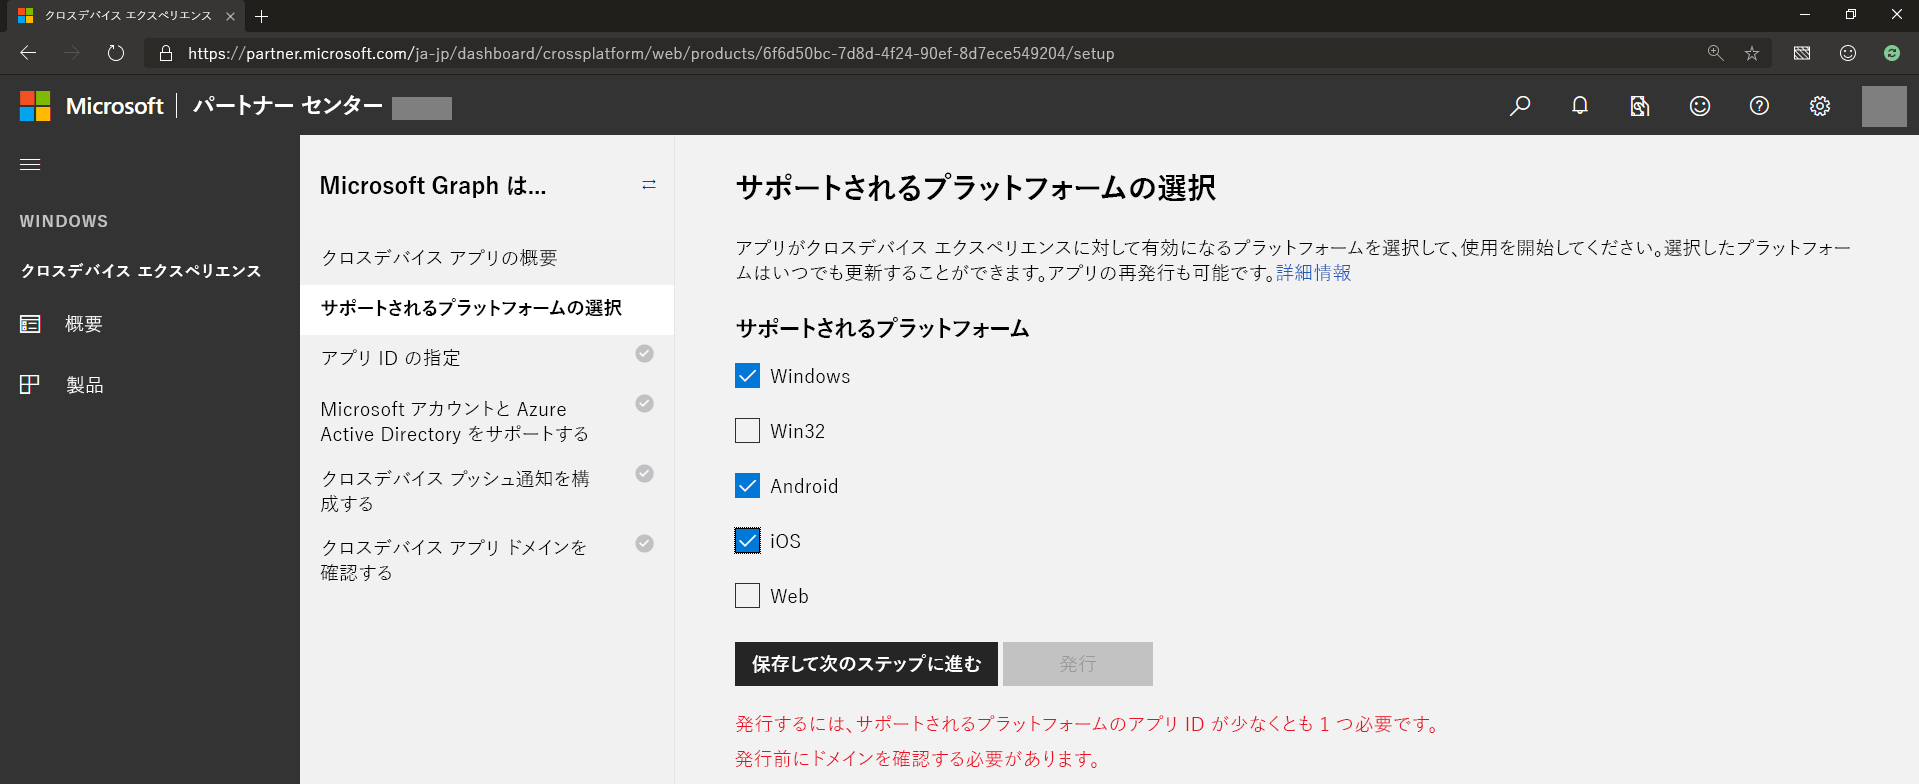 クロスデバイス エクスペリエンス
https://partner.microsoft.com/ja-jp/dashboard/crossplatform/web/products/6f6d50bc-7d8d-4f24-90ef-8d7ece549204/setup
Microsoft パートナー センター
WINDOWS
クロスデバイス エクスペリエンス
概要
製品
Microsoft Graph は...
クロスデバイス アプリの概要
サポートされるプラットフォームの選択
アプリ ID の指定
Microsoft アカウントと Azure
Active Directory をサポートする
クロスデバイス プッシュ通知を構
成する
クロスデバイス アプリ ドメインを
確認する
サポートされるプラットフォームの選択
アプリがクロスデバイス エクスペリエンスに対して有効になるプラットフォームを選択して、使用を開始してください。選択したプラットフォー
ムはいつでも更新することができます。アプリの再発行も可能です。詳細情報
サポートされるプラットフォーム
Windows
Win32
Android
iOS
Web
保存して次のステップに進む
発行
発行するには、サポートされるプラットフォームのアプリ ID が少なくとも 1 つ必要です。
発行前にドメインを確認する必要があります。